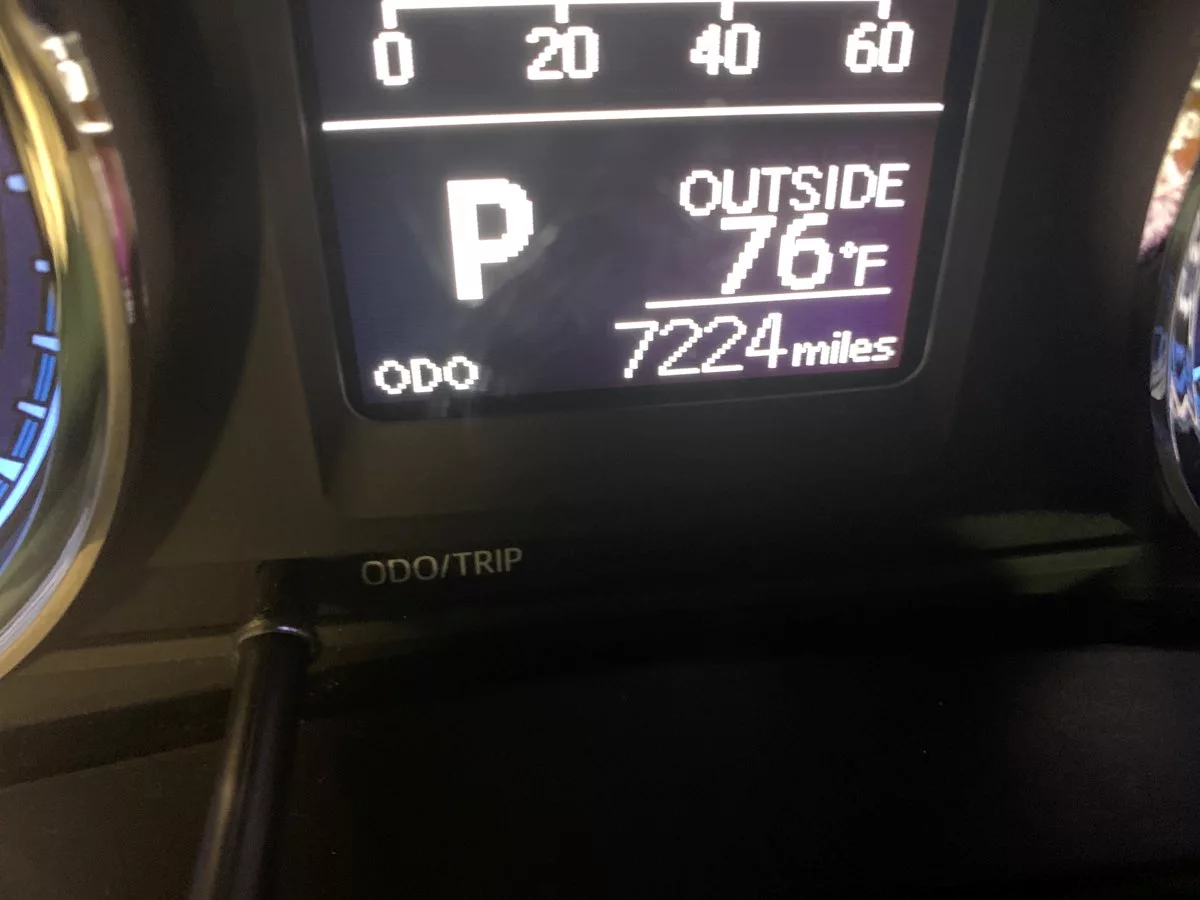 0 20 40 60
OUTSIDE
P 76°F
ODO 7224 miles
ODO/TRIP